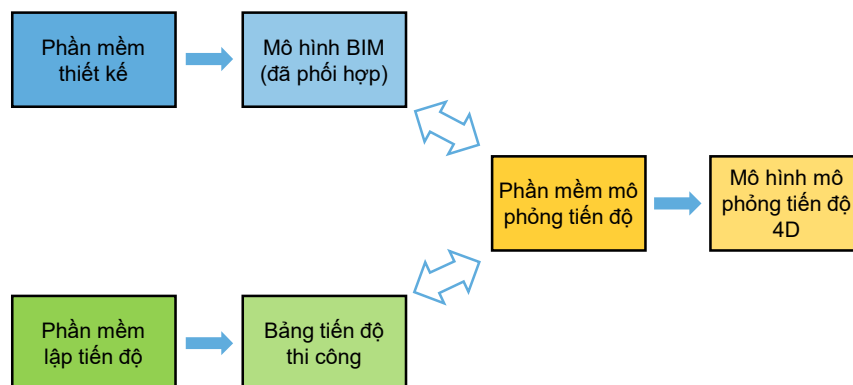 Phần mềm
thiết kế
Mô hình BIM
(đã phối hợp)
Phần mềm mô
phỏng tiến độ
Mô hình mô
phỏng tiến độ
4D
Phần mềm
lập tiến độ
Bảng tiến độ
thi công